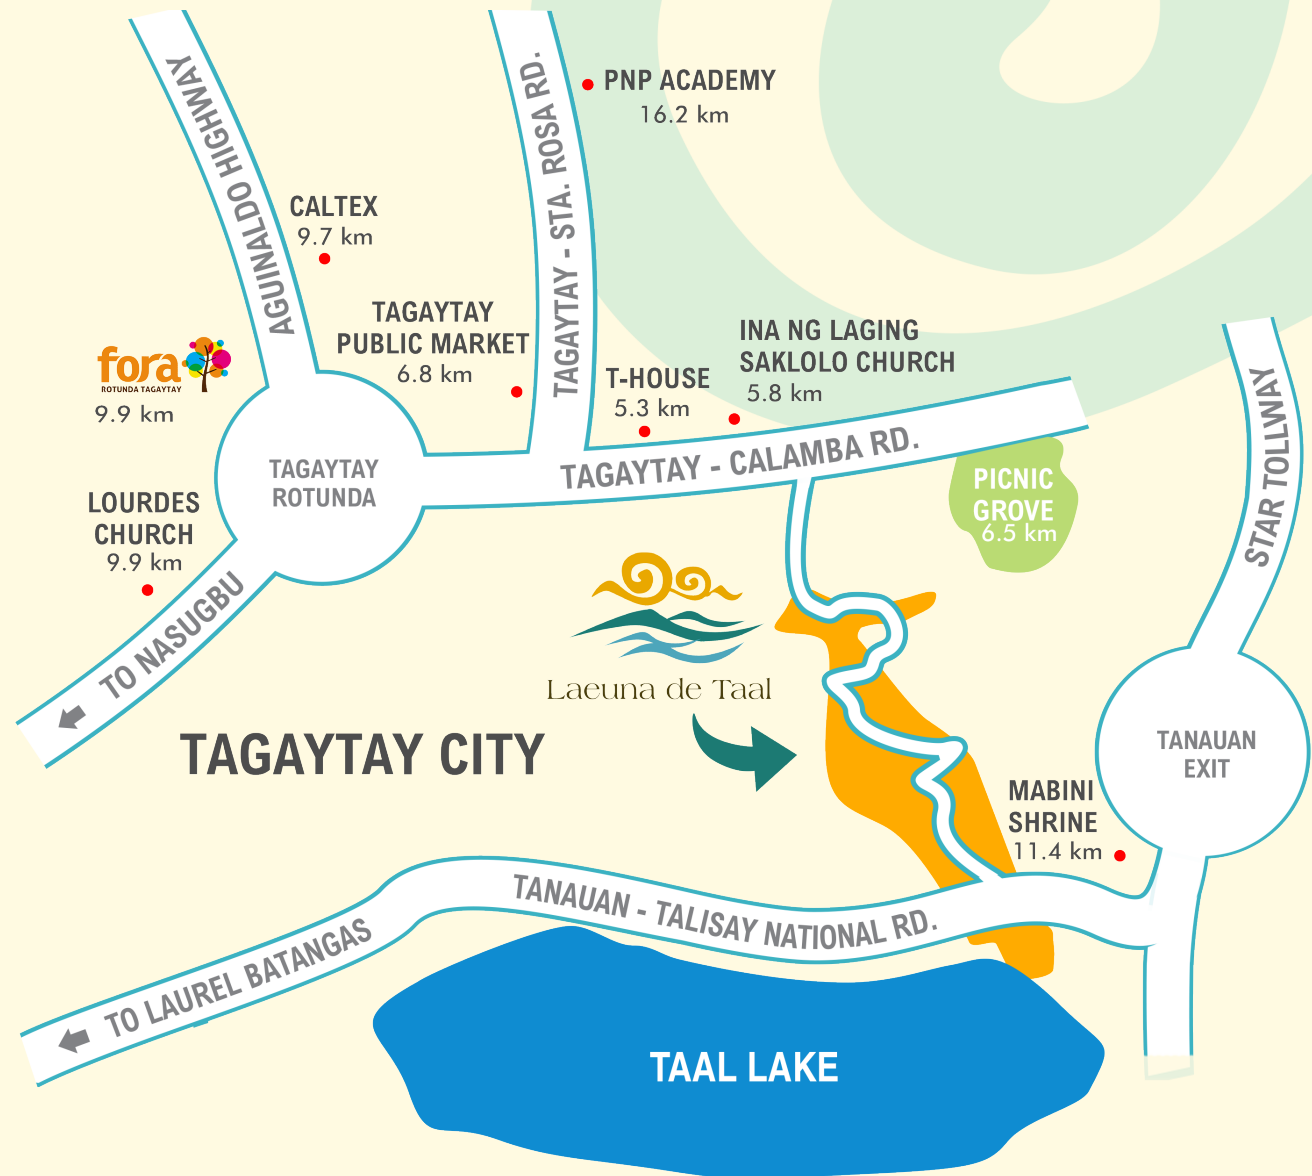 PNP ACADEMY
16.2 km
AGUINALDO HIGHWAY
TAGAYTAY - STA. ROSA RD.
CALTEX
9.7 km
TAGAYTAY
PUBLIC MARKET
6.8 km
INA NG LAGING
SAKLOLO CHURCH
5.8 km
fora
ROTUNDA TAGAYTAY
9.9 km
T-HOUSE
5.3 km
STAR TOLLWAY
TAGAYTAY - CALAMBA RD.
TAGAYTAY
ROTUNDA
PICNIC
GROVE
6.5 km
LOURDES
CHURCH
9.9 km
TO NASUGBU
Laeuna de Taal
TAGAYTAY CITY
TANAUAN
EXIT
MABINI
SHRINE
11.4 km
TANAUAN - TALISAY NATIONAL RD.
TO LAUREL BATANGAS
TAAL LAKE